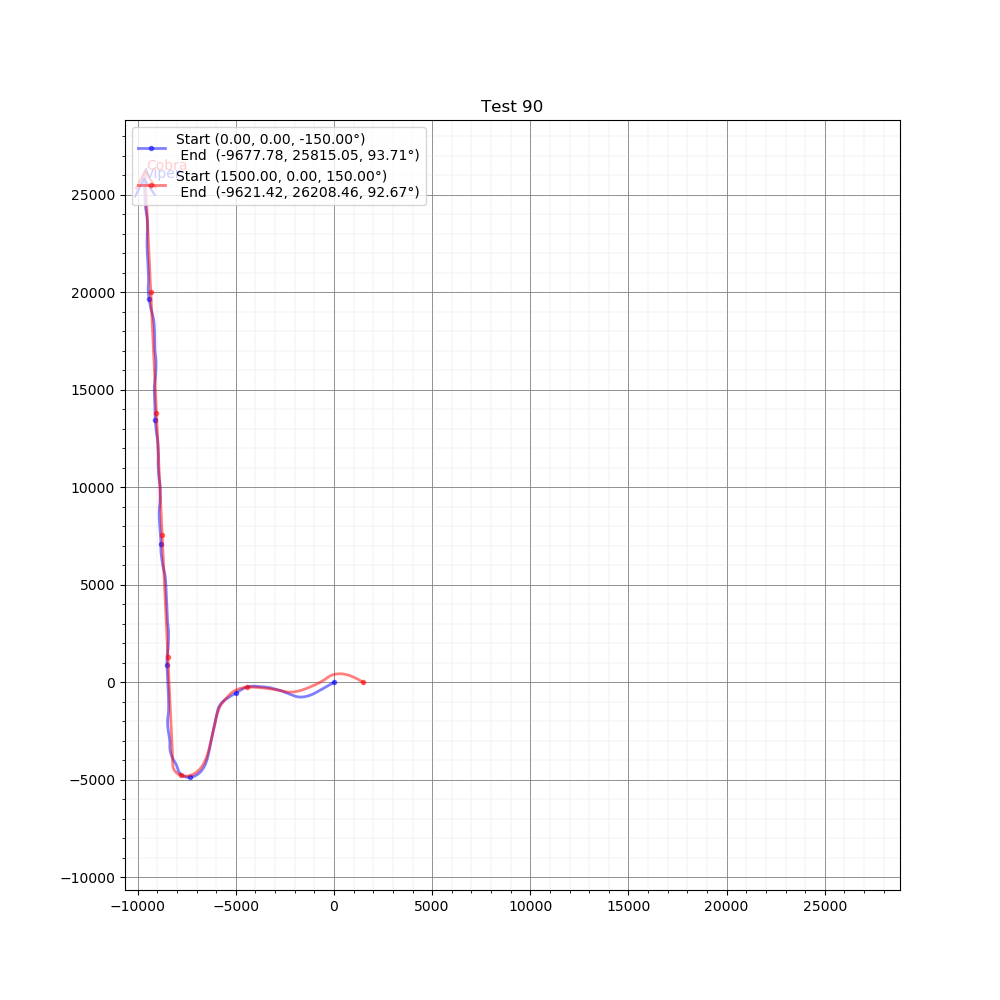 Test 90
Start (0.00, 0.00, -150.00°)
End (-9677.78, 25815.05, 93.71°)
Cobra
Viper
Start (1500.00, 0.00, 150.00°)
End (-9621.42, 26208.46, 92.67°)
25000
20000
15000
10000
5000
0
−5000
−10000
−10000 −5000 0 5000 10000 15000 20000 25000